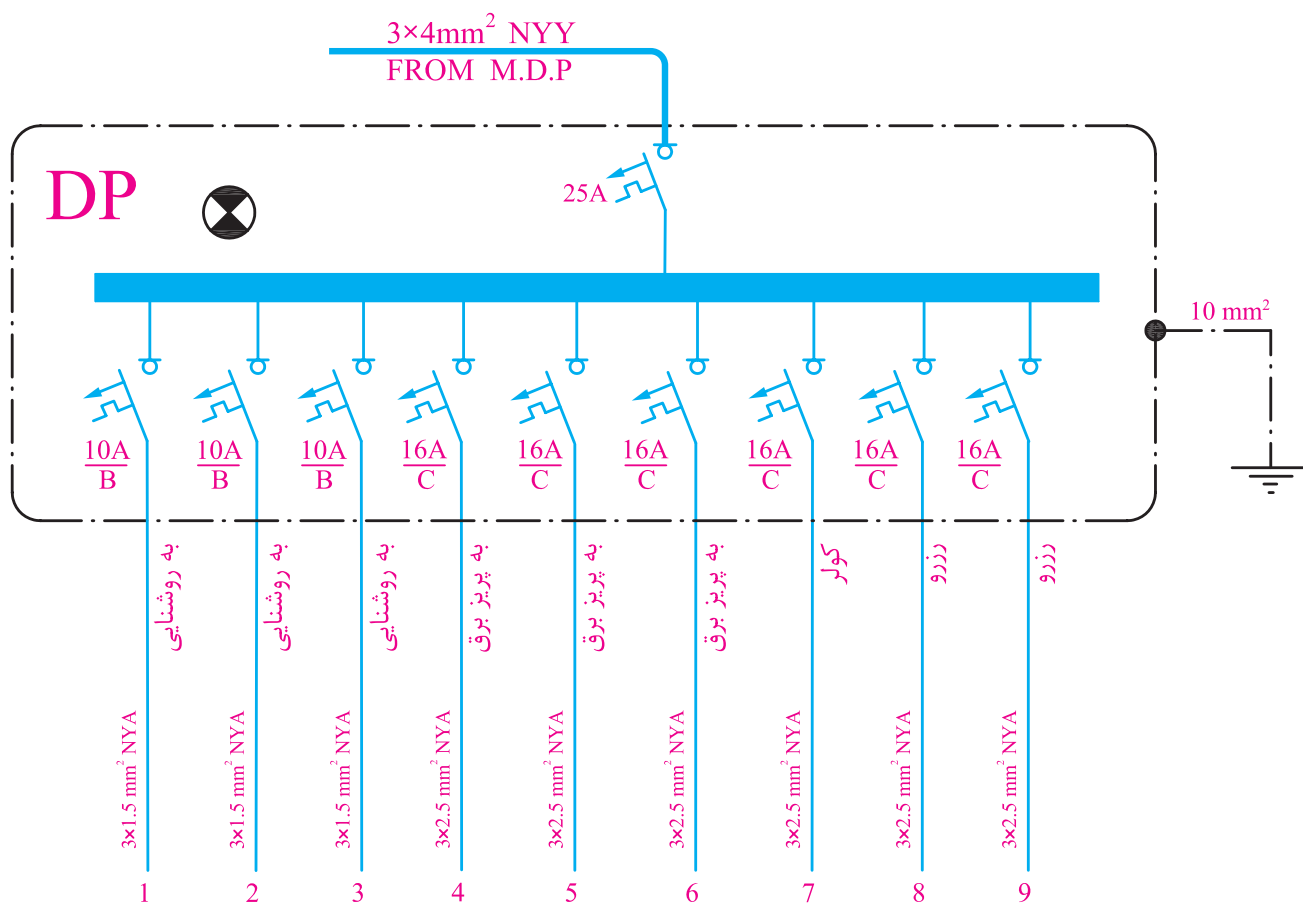 3×4mm² NYY
FROM M.D.P
DP
25A
10 mm²
10A
B
10A
B
10A
B
16A
C
16A
C
16A
C
16A
C
16A
C
16A
C
به روشنایی
به روشنایی
به روشنایی
به پریز برق
به پریز برق
به پریز برق
کولر
رزرو
رزرو
3×1.5 mm² NYA
3×1.5 mm² NYA
3×1.5 mm² NYA
3×2.5 mm² NYA
3×2.5 mm² NYA
3×2.5 mm² NYA
3×2.5 mm² NYA
3×2.5 mm² NYA
3×2.5 mm² NYA
1
2
3
4
5
6
7
8
9